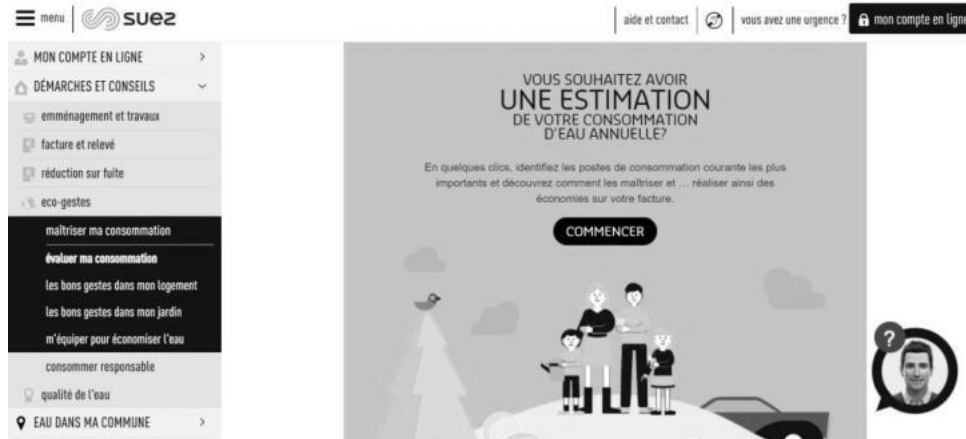 menu
suez
aide et contact
vous avez une urgence ?
mon compte en ligne
MON COMPTE EN LIGNE
DÉMARCHES ET CONSEILS
emménagement et travaux
facture et relevé
réduction sur fuite
eco-gestes
maîtriser ma consommation
évaluer ma consommation
les bons gestes dans mon logement
les bons gestes dans mon jardin
m'équiper pour économiser l'eau
consommer responsable
qualité de l'eau
EAU DANS MA COMMUNE
VOUS SOUHAITEZ AVOIR
UNE ESTIMATION
DE VOTRE CONSOMMATION
D'EAU ANNUELLE?
En quelques clics, identifiez les postes de consommation courante les plus
importants et découvrez comment les maîtriser et ... réaliser ainsi des
économies sur votre facture.
COMMENCER
?